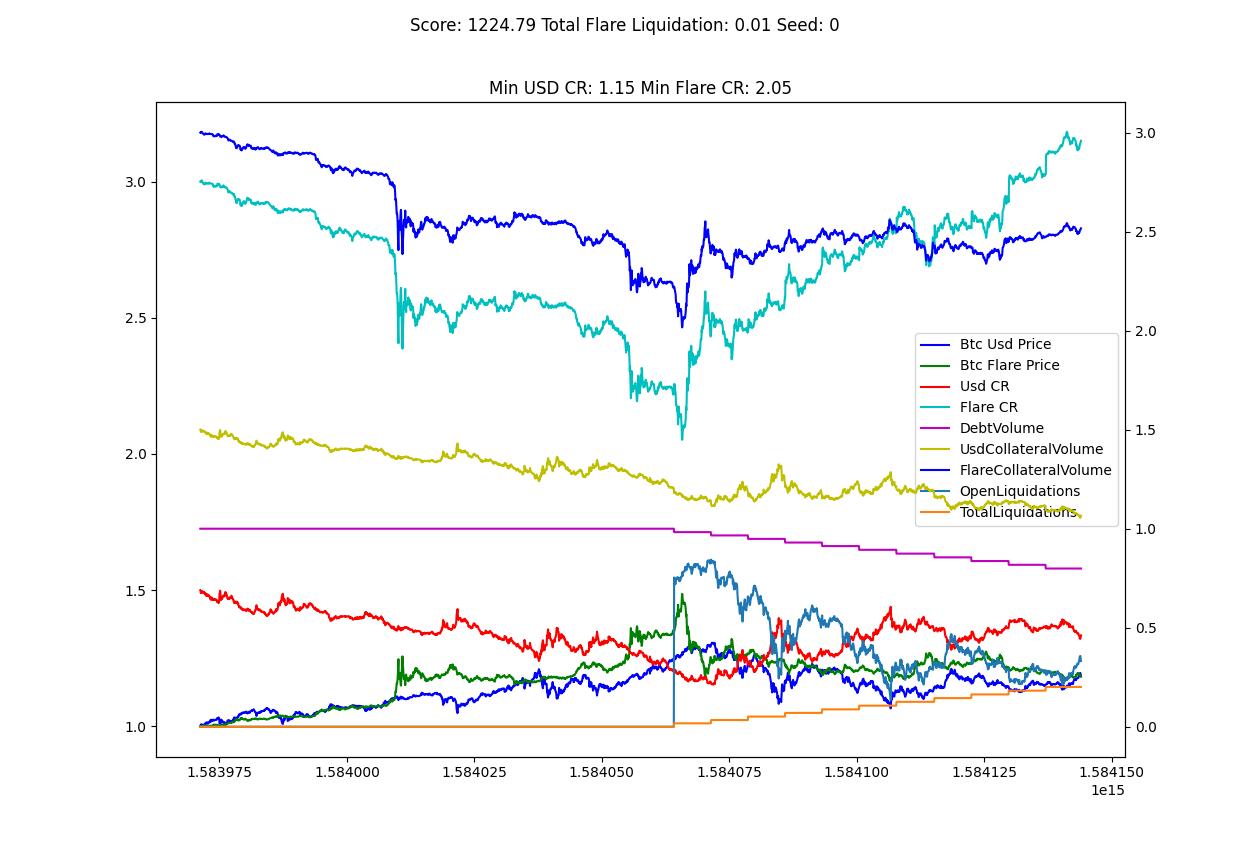 Score: 1224.79 Total Flare Liquidation: 0.01 Seed: 0
Min USD CR: 1.15 Min Flare CR: 2.05
3.0
2.5
2.0
1.5
1.0
3.0
2.5
2.0
1.5
1.0
0.5
0.0
Btc Usd Price
Btc Flare Price
Usd CR
Flare CR
DebtVolume
UsdCollateralVolume
FlareCollateralVolume
OpenLiquidations
TotalLiquidations
1.583975 1.584000 1.584025 1.584050 1.584075 1.584100 1.584125 1.584150
1e15